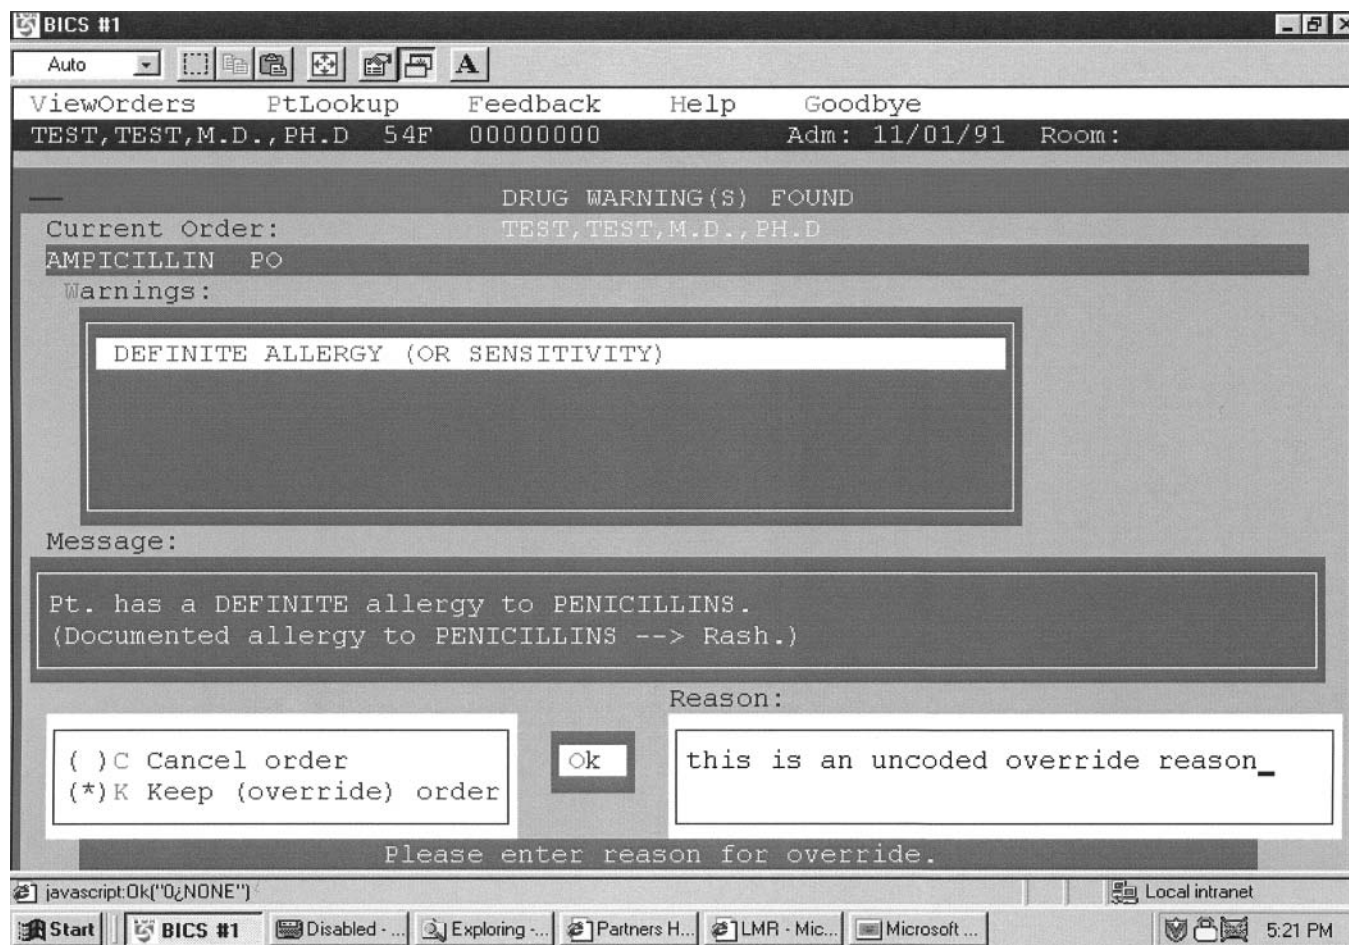 BICS #1
Auto
A
ViewOrders PtLookup Feedback Help Goodbye
TEST,TEST,M.D.,PH.D 54F 00000000 Adm: 11/01/91 Room:
DRUG WARNING(S) FOUND
Current Order: TEST,TEST,M.D.,PH.D
AMPICILLIN PO
Warnings:
DEFINITE ALLERGY (OR SENSITIVITY)
Message:
Pt. has a DEFINITE allergy to PENICILLINS.
(Documented allergy to PENICILLINS --> Rash.)
Reason:
( )C Cancel order
(*)K Keep (override) order
Ok
this is an uncoded override reason_
Please enter reason for override.
javascript:Ok("0¿NONE") Local intranet
Start BICS #1 Disabled - ... Exploring -... Partners H... LMR - Mic... Microsoft ... 5:21 PM